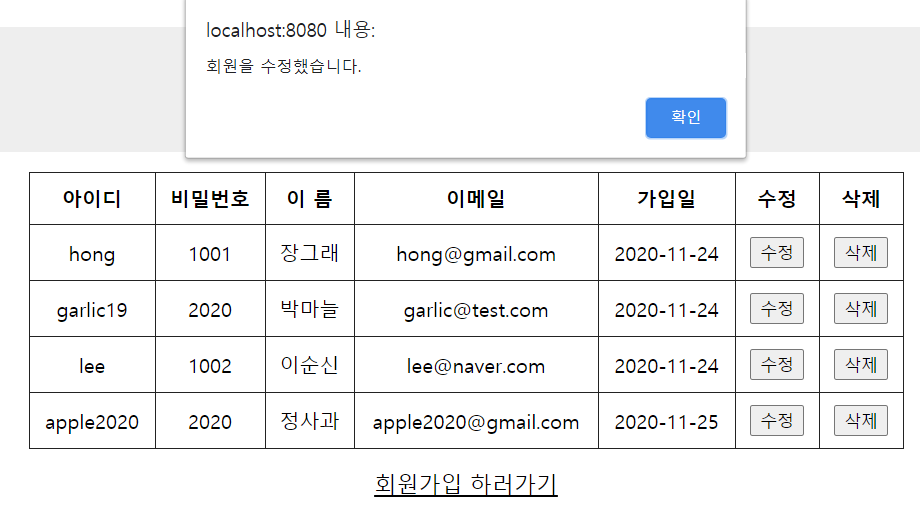 localhost:8080 내용:
회원을 수정했습니다.
확인
아이디 비밀번호 이 름 이메일 가입일 수정 삭제
hong 1001 장그래 hong@gmail.com 2020-11-24 수정 삭제
garlic19 2020 박마늘 garlic@test.com 2020-11-24 수정 삭제
lee 1002 이순신 lee@naver.com 2020-11-24 수정 삭제
apple2020 2020 정사과 apple2020@gmail.com 2020-11-25 수정 삭제
회원가입 하러가기